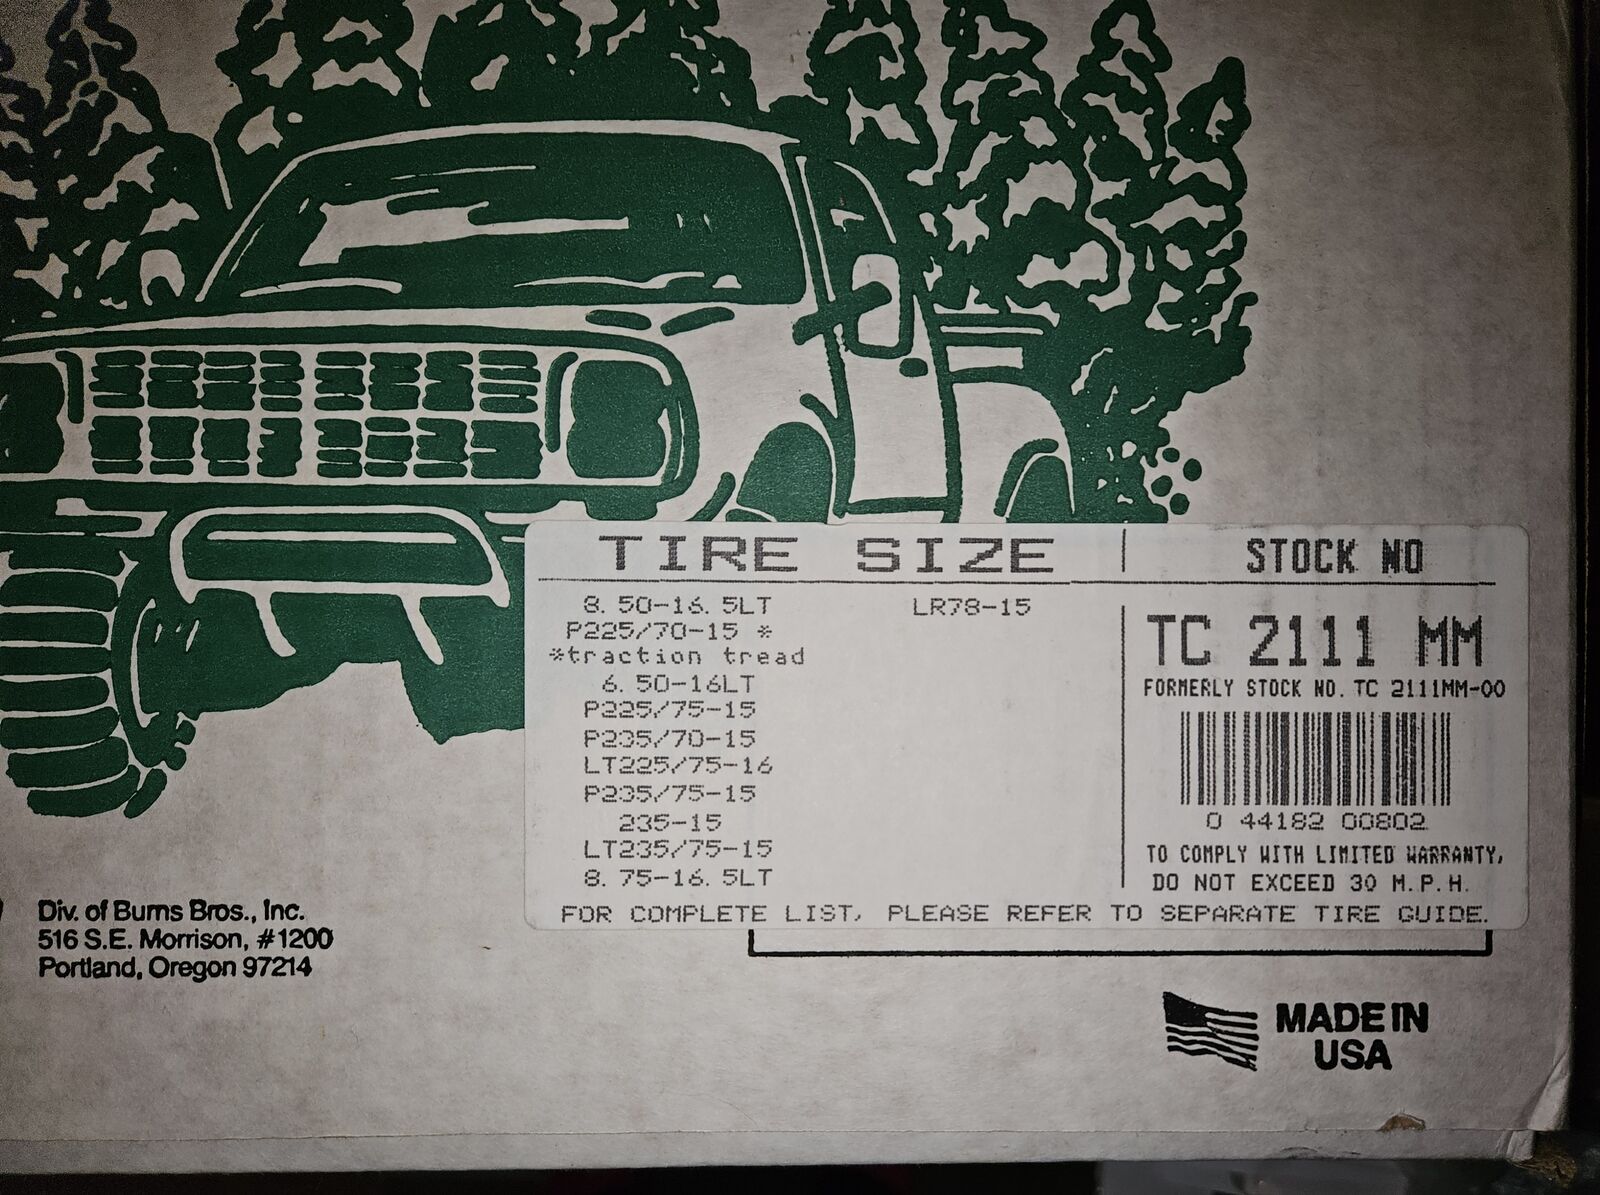 TIRE SIZE
8.50-16.5LT
LR78-15
P225/70-15 *
*traction tread
6.50-16LT
P225/75-15
P235/70-15
LT225/75-16
P235/75-15
235-15
LT235/75-15
8.75-16.5LT
STOCK NO
TC 2111 MM
FORMERLY STOCK NO. TC 2111MM-00
0 44182 00802
TO COMPLY WITH LIMITED WARRANTY,
DO NOT EXCEED 30 M.P.H.
FOR COMPLETE LIST, PLEASE REFER TO SEPARATE TIRE GUIDE.
Div. of Burns Bros., Inc.
516 S.E. Morrison, #1200
Portland, Oregon 97214
MADE IN
USA